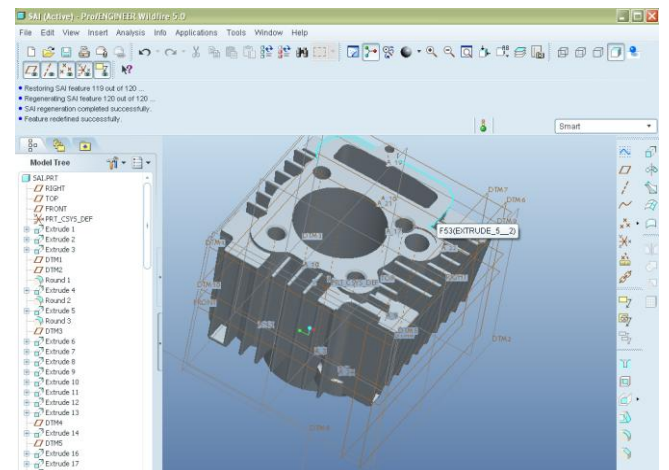 SAI (Active) - Pro/ENGINEER Wildfire 5.0
File Edit View Insert Analysis Info Applications Tools Window Help
Restoring SAI feature 119 out of 120 ...
Regenerating SAI feature 120 out of 120 ...
SAI regeneration completed successfully.
Feature redefined successfully.
Smart
Model Tree
SAI.PRT
RIGHT
TOP
FRONT
PRT_CSYS_DEF
Extrude 1
Extrude 2
Extrude 3
DTM1
DTM2
Round 1
Extrude 4
Round 2
Extrude 5
Round 3
DTM3
Extrude 6
Extrude 7
Extrude 8
Extrude 9
Extrude 10
Extrude 11
Extrude 12
Extrude 13
DTM4
Extrude 14
DTM5
Extrude 16
Extrude 17
DTM7
DTM6
F53(EXTRUDE_5__2)
PRT_CSYS_DEF
DTM2